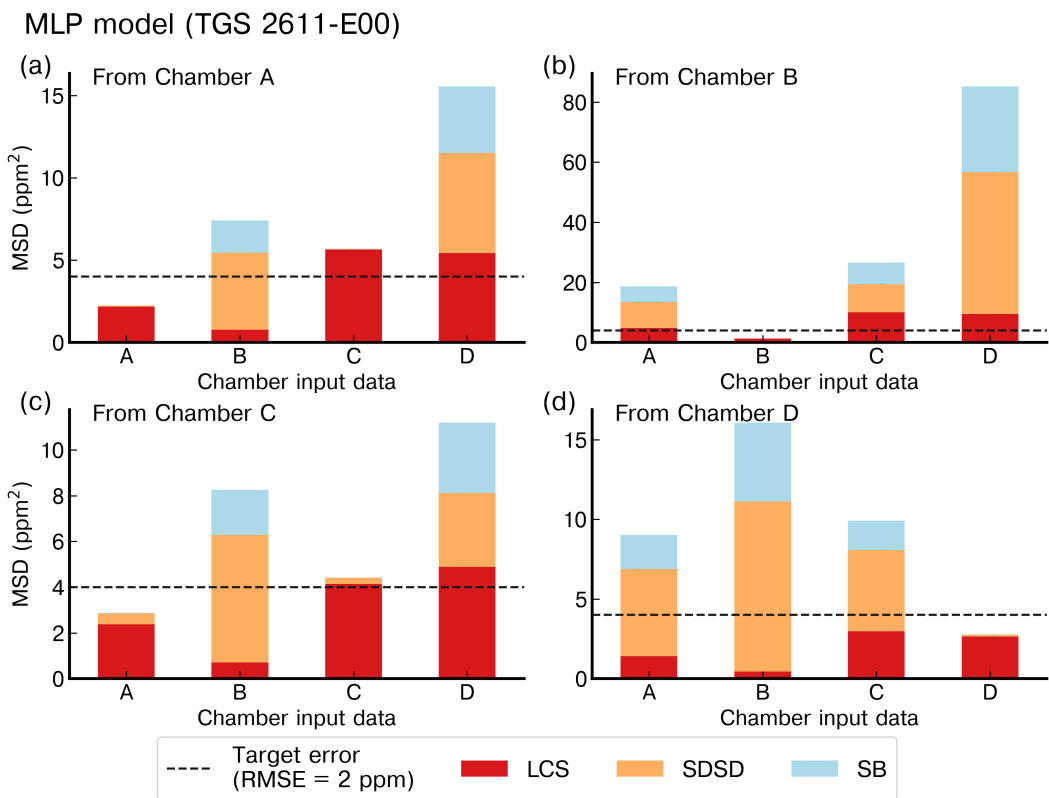 MLP model (TGS 2611-E00)
(a)
From Chamber A
MSD (ppm²)
15
10
5
0
A B C D
Chamber input data
(b)
From Chamber B
80
60
40
20
0
A B C D
Chamber input data
(c)
From Chamber C
MSD (ppm²)
10
8
6
4
2
0
A B C D
Chamber input data
(d)
From Chamber D
15
10
5
0
A B C D
Chamber input data
Target error
(RMSE = 2 ppm)
LCS
SDSD
SB